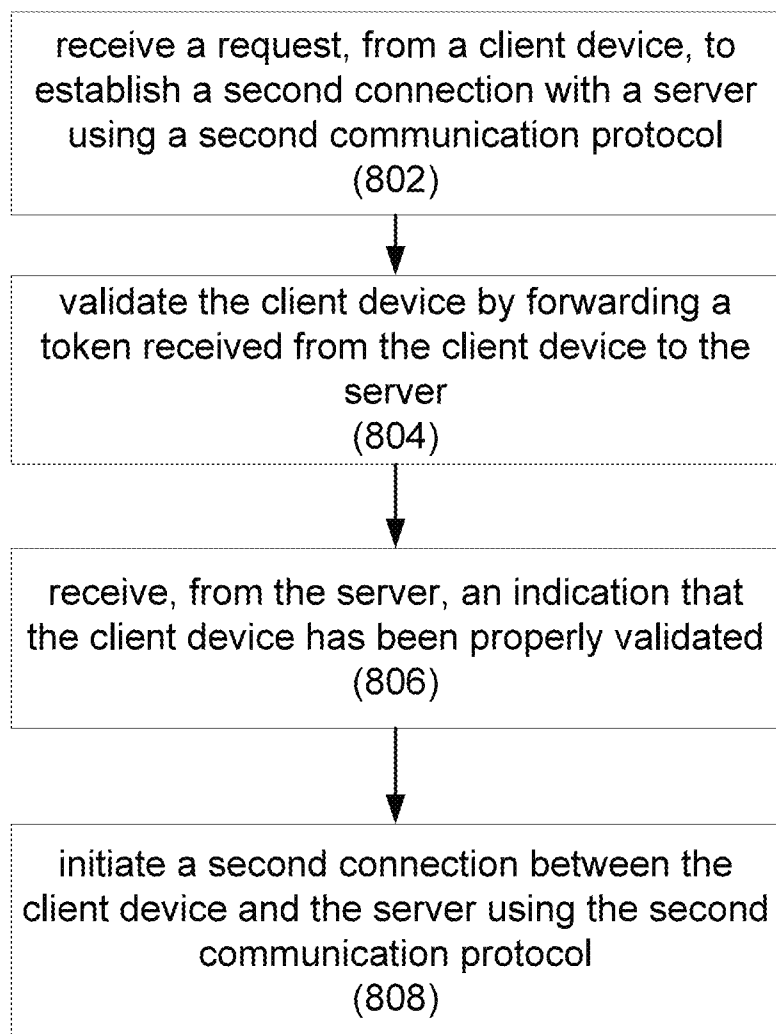 receive a request, from a client device, to
establish a second connection with a server
using a second communication protocol
(802)
validate the client device by forwarding a
token received from the client device to the
server
(804)
receive, from the server, an indication that
the client device has been properly validated
(806)
initiate a second connection between the
client device and the server using the second
communication protocol
(808)